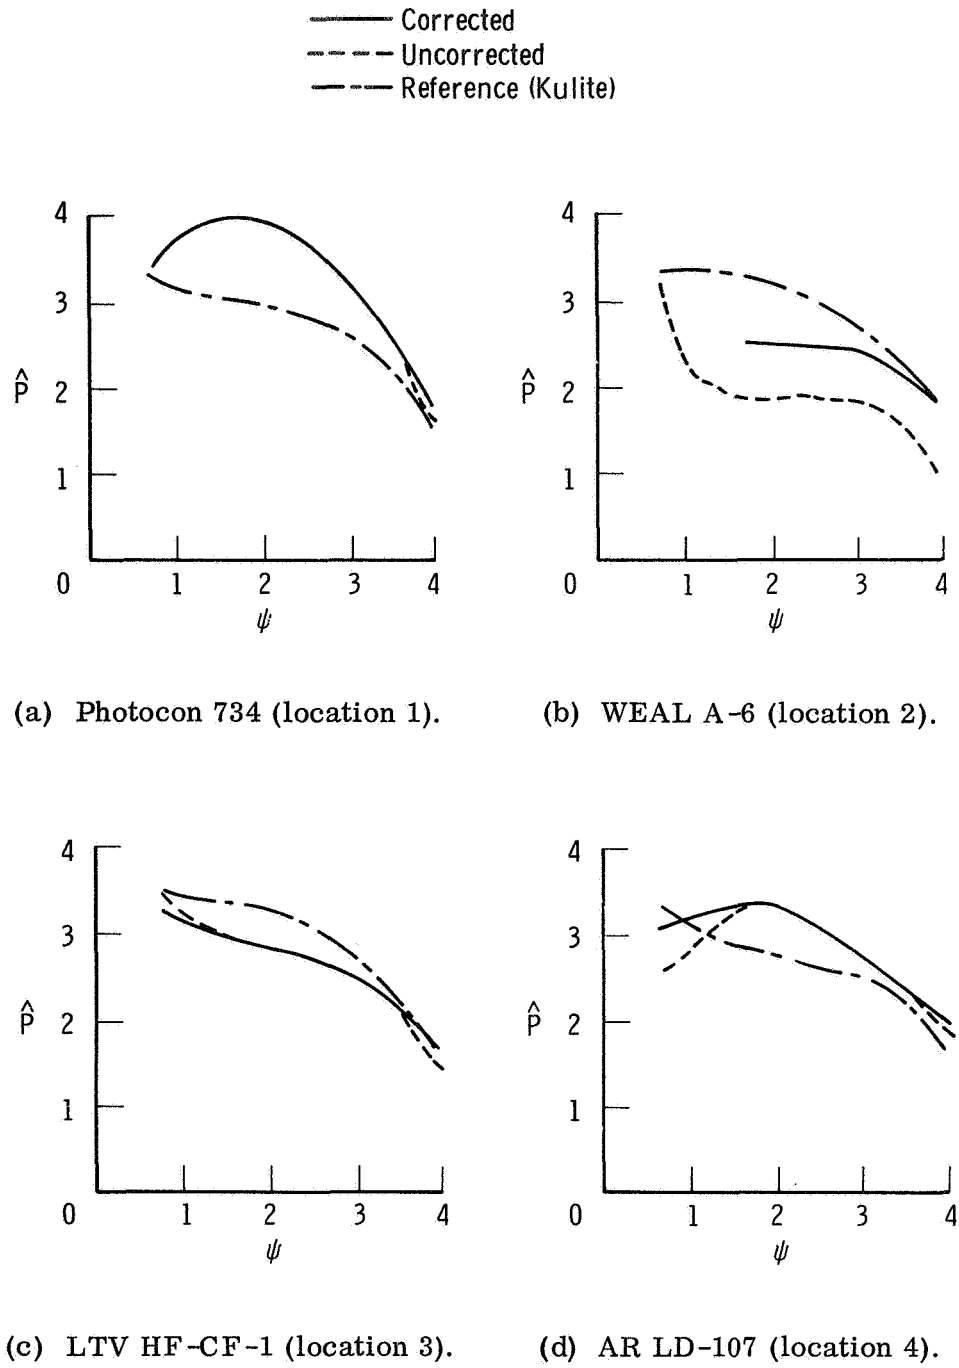 Corrected
Uncorrected
Reference (Kulite)
4
3
2
1
0
1 2 3 4
P̂
ψ
(a) Photocon 734 (location 1).
4
3
2
1
0
1 2 3 4
P̂
ψ
(b) WEAL A-6 (location 2).
4
3
2
1
0
1 2 3 4
P̂
ψ
(c) LTV HF-CF-1 (location 3).
4
3
2
1
0
1 2 3 4
P̂
ψ
(d) AR LD-107 (location 4).